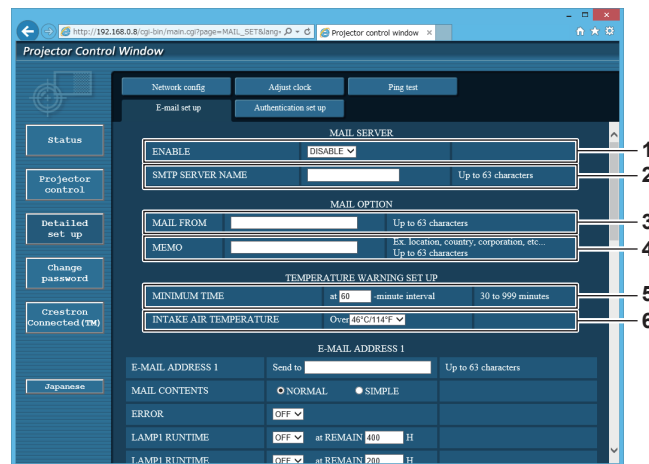 http://192.168.0.8/cgi-bin/main.cgi?page=MAIL_SET&lang=
Projector control window
Projector Control Window
Network config
Adjust clock
Ping test
E-mail set up
Authentication set up
Status
Projector control
Detailed set up
Change password
Crestron Connected(TM)
Japanese
MAIL SERVER
ENABLE DISABLE 1
SMTP SERVER NAME Up to 63 characters 2
MAIL OPTION
MAIL FROM Up to 63 characters 3
MEMO Ex. location, country, corporation, etc... 4
Up to 63 characters
TEMPERATURE WARNING SET UP
MINIMUM TIME at 60 -minute interval 30 to 999 minutes 5
INTAKE AIR TEMPERATURE Over 46°C/114°F 6
E-MAIL ADDRESS 1
E-MAIL ADDRESS 1 Send to Up to 63 characters
MAIL CONTENTS NORMAL SIMPLE
ERROR OFF
LAMP1 RUNTIME OFF at REMAIN 400 H
LAMP1 RUNTIME OFF at REMAIN 200 H